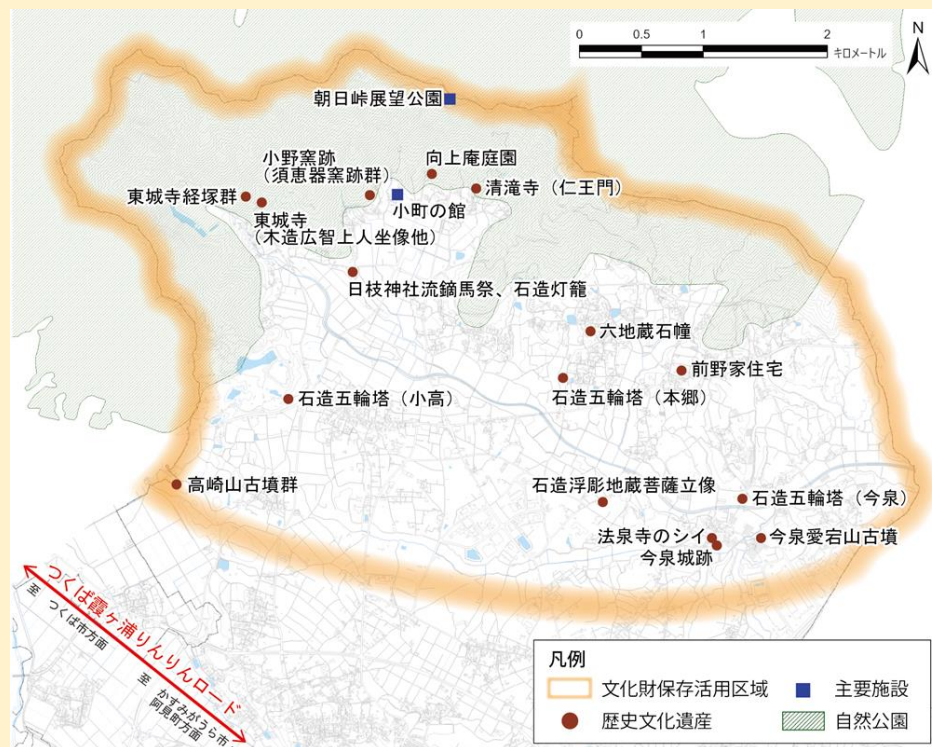 0
0.5
1
2
キロメートル
N
朝日峠展望公園
小野窯跡
（須恵器窯跡群）
向上庵庭園
東城寺経塚群
清滝寺（仁王門）
小町の館
東城寺
（木造広智上人坐像他）
日枝神社流鏑馬祭、石造灯籠
六地蔵石幢
前野家住宅
石造五輪塔（小高）
石造五輪塔（本郷）
高崎山古墳群
石造浮彫地蔵菩薩立像
石造五輪塔（今泉）
法泉寺のシイ
今泉愛宕山古墳
今泉城跡
つくば霞ヶ浦りんりんロード
至 つくば市方面
至 かすみがうら市
阿見町方面
凡例
文化財保存活用区域
主要施設
歴史文化遺産
自然公園